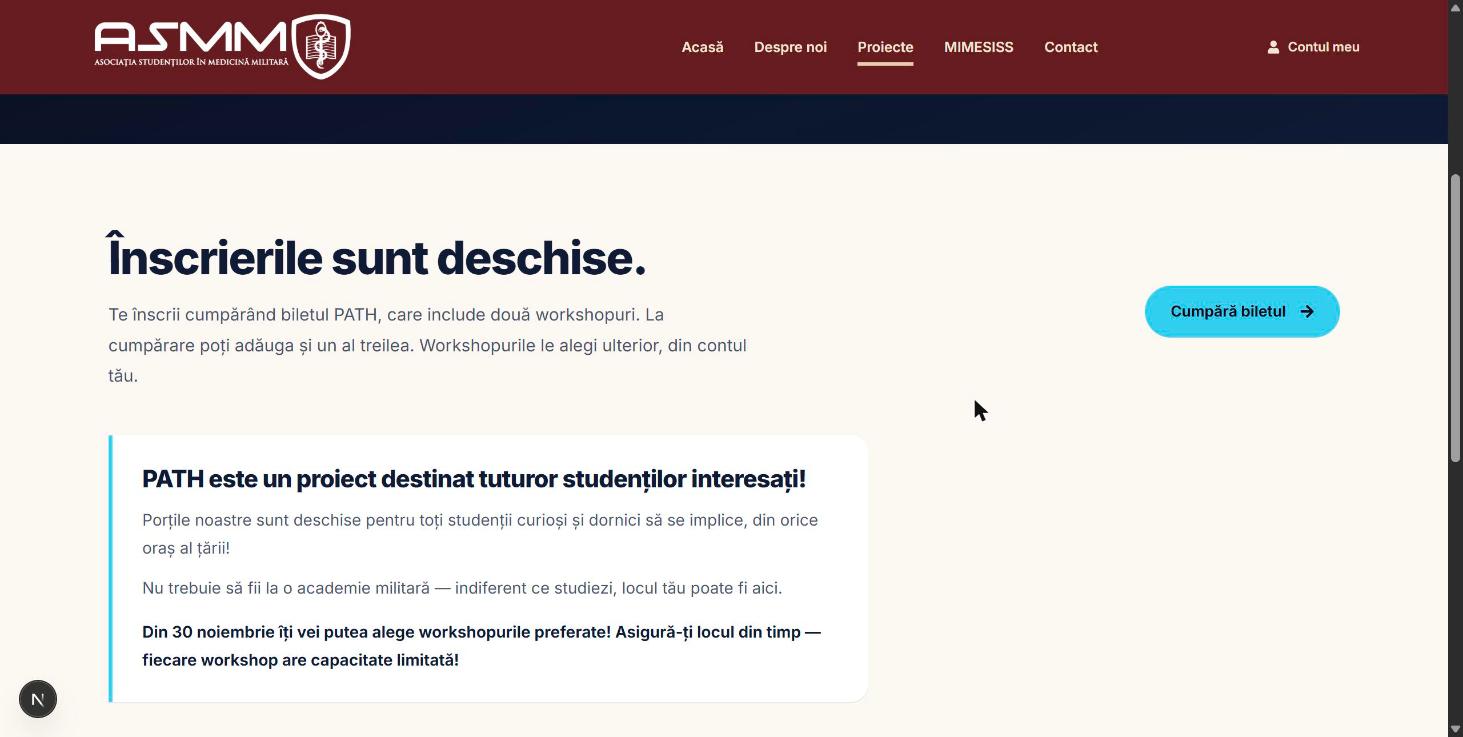 ASMM
ASOCIAȚIA STUDENȚILOR ÎN MEDICINĂ MILITARĂ
Acasă
Despre noi
Proiecte
MIMESISS
Contact
Contul meu
Înscrierile sunt deschise.
Te înscrii cumpărând biletul PATH, care include două workshopuri. La
cumpărare poți adăuga și un al treilea. Workshopurile le alegi ulterior, din contul
tău.
Cumpără biletul
PATH este un proiect destinat tuturor studenților interesați!
Porțile noastre sunt deschise pentru toți studenții curioși și dornici să se implice, din orice
oraș al țării!
Nu trebuie să fii la o academie militară — indiferent ce studiezi, locul tău poate fi aici.
Din 30 noiembrie îți vei putea alege workshopurile preferate! Asigură-ți locul din timp —
fiecare workshop are capacitate limitată!
N